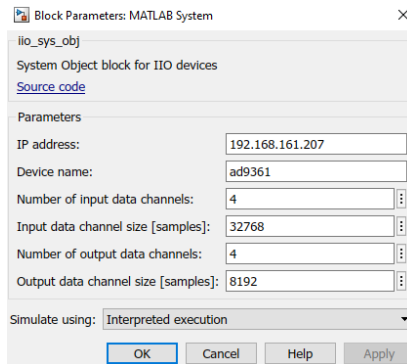 Block Parameters: MATLAB System
iio_sys_obj
System Object block for IIO devices
Source code
Parameters
IP address: 192.168.161.207
Device name: ad9361
Number of input data channels: 4
Input data channel size [samples]: 32768
Number of output data channels: 4
Output data channel size [samples]: 8192
Simulate using: Interpreted execution
OK Cancel Help Apply